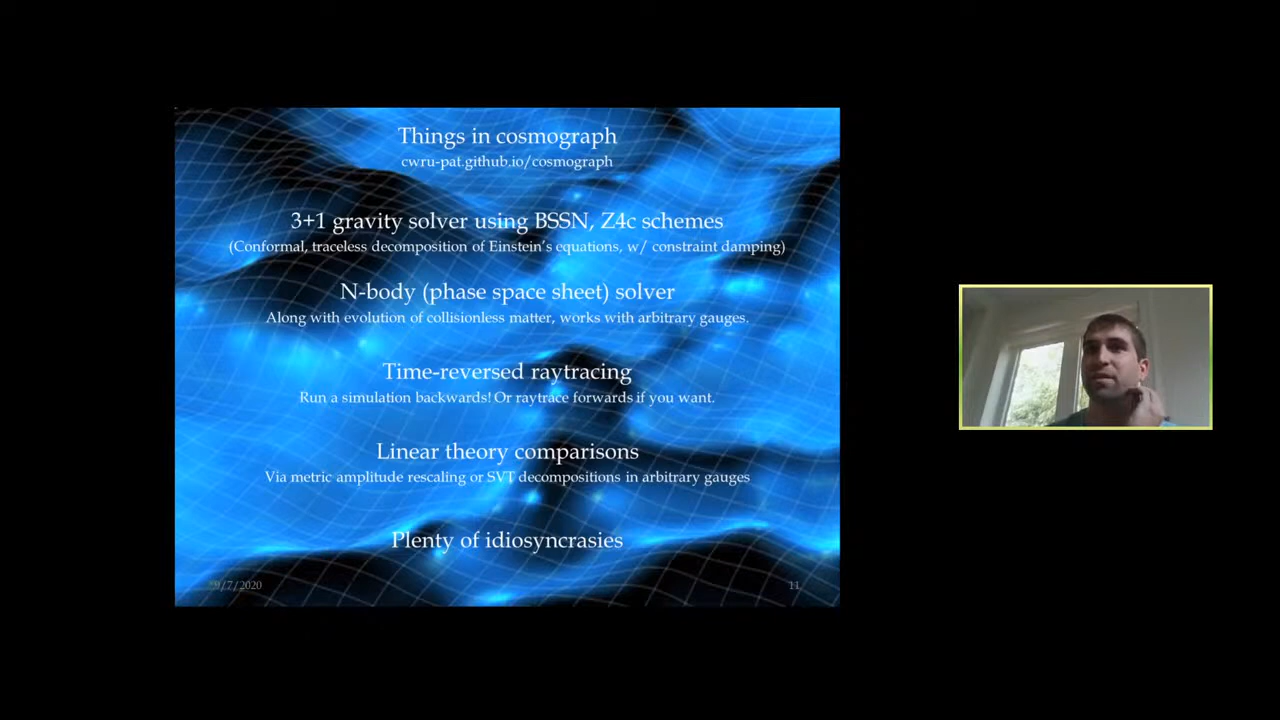 Things in cosmograph
cwru-pat.github.io/cosmograph
3+1 gravity solver using BSSN, Z4c schemes
(Conformal, traceless decomposition of Einstein's equations, w/ constraint damping)
N-body (phase space sheet) solver
Along with evolution of collisionless matter, works with arbitrary gauges.
Time-reversed raytracing
Run a simulation backwards! Or raytrace forwards if you want.
Linear theory comparisons
Via metric amplitude rescaling or SVT decompositions in arbitrary gauges
Plenty of idiosyncrasies
9/7/2020
11